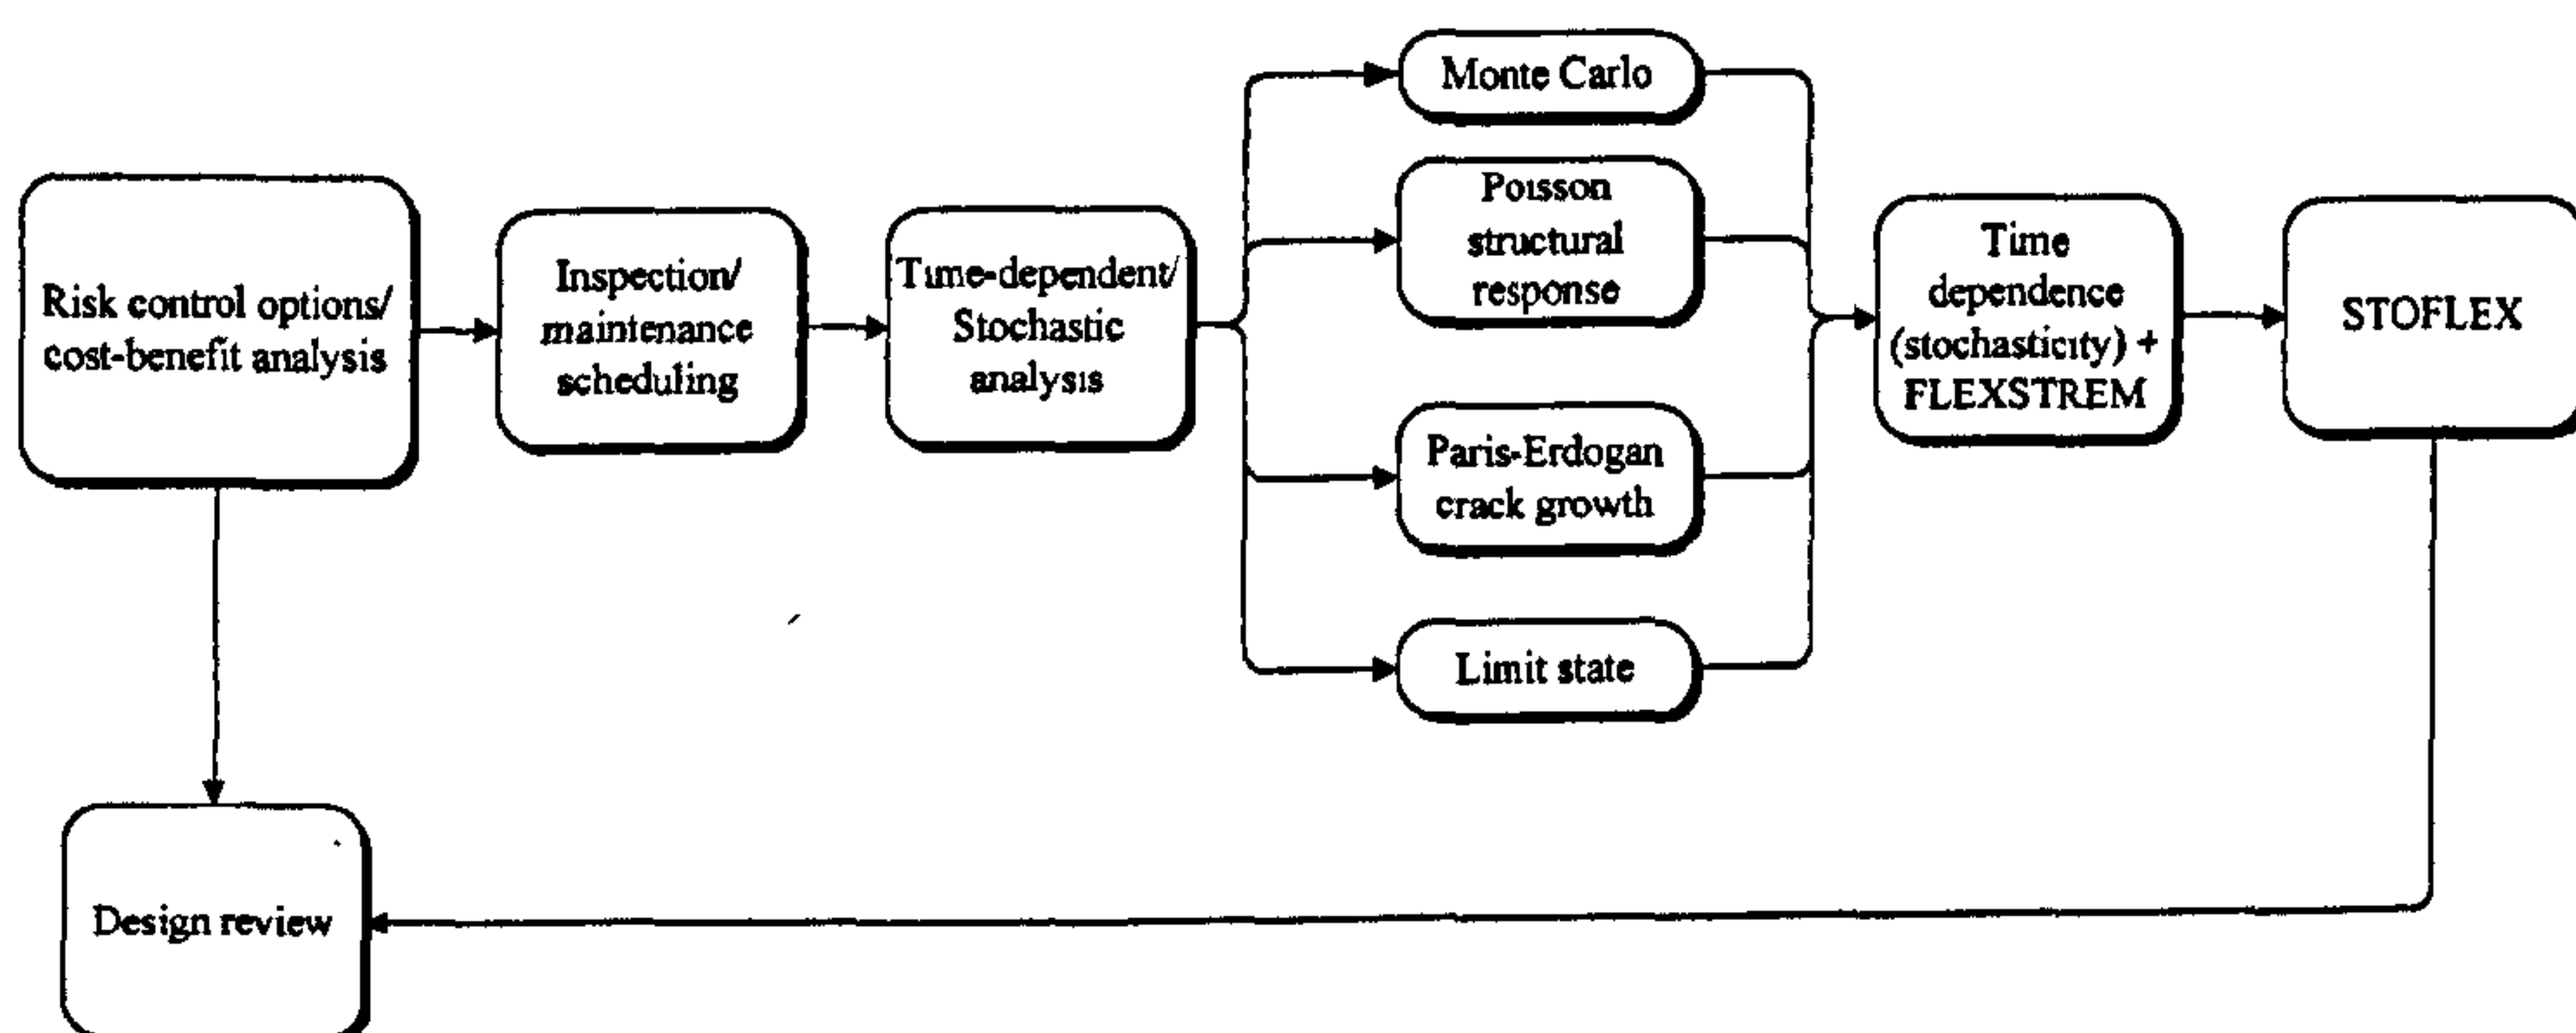 Risk control options/
cost-benefit analysis
Inspection/
maintenance
scheduling
Time-dependent/
Stochastic
analysis
Monte Carlo
Poisson
structural
response
Paris-Erdogan
crack growth
Limit state
Time
dependence
(stochasticity) +
FLEXSTREM
STOFLEX
Design review